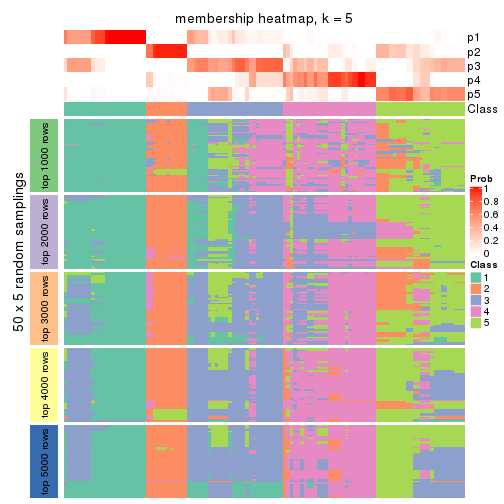 membership heatmap, k = 5
p1
p2
p3
p4
p5
Class
50 x 5 random samplings
top 1000 rows
top 2000 rows
top 3000 rows
top 4000 rows
top 5000 rows
Prob
1
0.8
0.6
0.4
0.2
0
Class
1
2
3
4
5